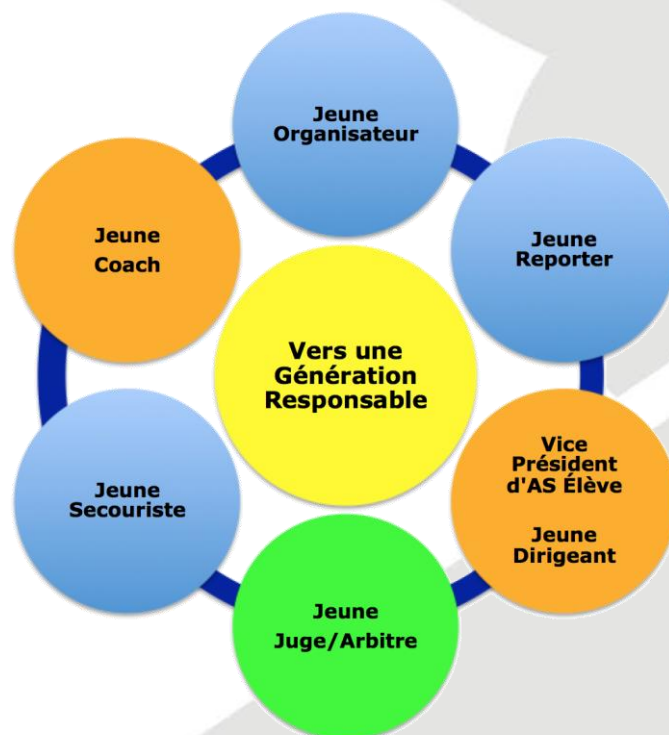 Jeune
Organisateur
Jeune
Reporter
Jeune
Coach
Vers une
Génération
Responsable
Vice
Président
d'AS Élève
Jeune
Dirigeant
Jeune
Secouriste
Jeune
Juge/Arbitre